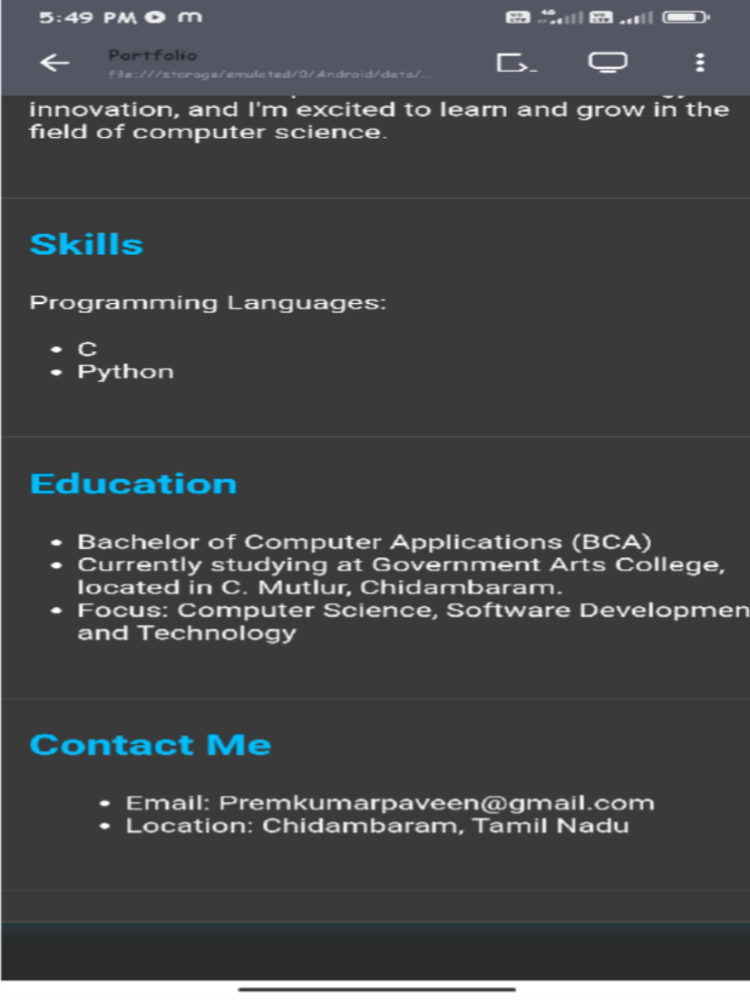 5:49 PM
Portfolio
file:///storage/emulated/0/Android/data/...
innovation, and I'm excited to learn and grow in the
field of computer science.
Skills
Programming Languages:
• C
• Python
Education
• Bachelor of Computer Applications (BCA)
• Currently studying at Government Arts College,
located in C. Mutlur, Chidambaram.
• Focus: Computer Science, Software Developmen
and Technology
Contact Me
• Email: Premkumarpaveen@gmail.com
• Location: Chidambaram, Tamil Nadu